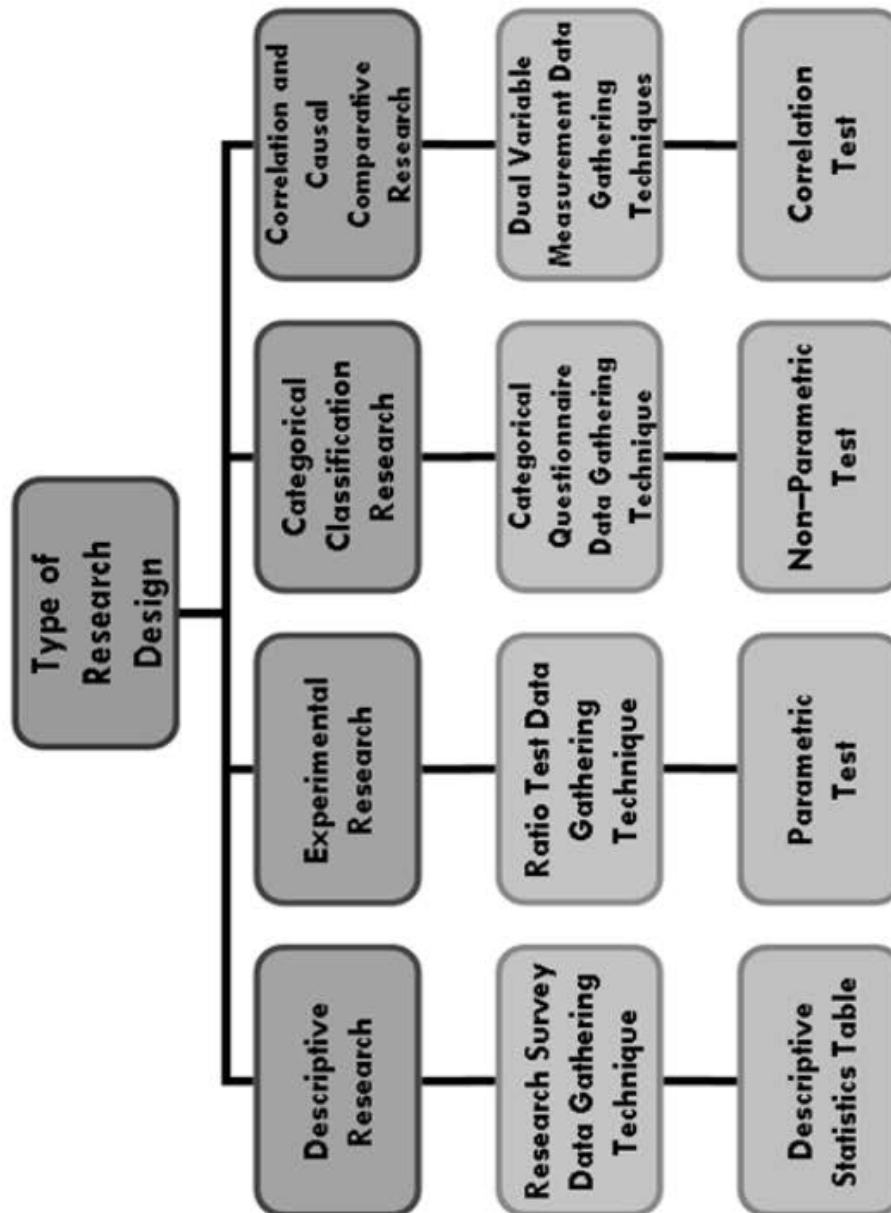 Type of
Research
Design
Descriptive
Research
Experimental
Research
Categorical
Classification
Research
Correlation and
Causal
Comparative
Research
Research Survey
Data Gathering
Technique
Ratio Test Data
Gathering
Technique
Categorical
Questionnaire
Data Gathering
Technique
Dual Variable
Measurement Data
Gathering
Techniques
Descriptive
Statistics Table
Parametric
Test
Non–Parametric
Test
Correlation
Test